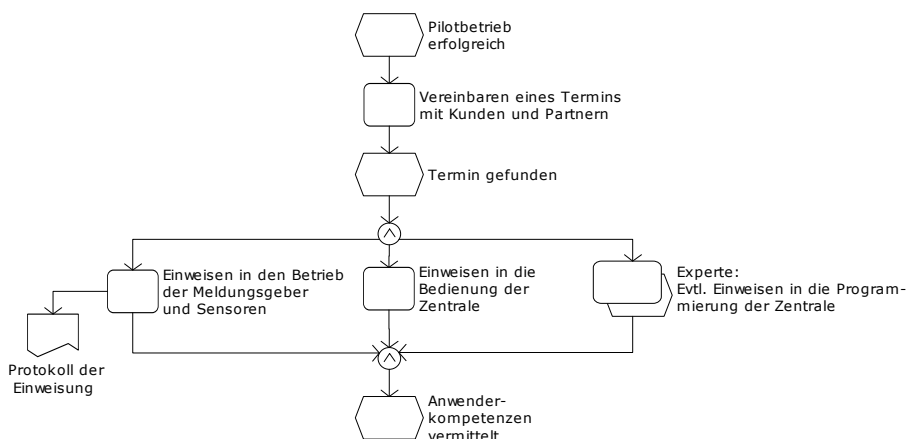 Pilotbetrieb
erfolgreich
Vereinbaren eines Termins
mit Kunden und Partnern
Termin gefunden
Einweisen in den Betrieb
der Meldungsgeber
und Sensoren
Einweisen in die
Bedienung der
Zentrale
Experte:
Evtl. Einweisen in die Program-
mierung der Zentrale
Protokoll der
Einweisung
Anwender-
kompetenzen
vermittelt